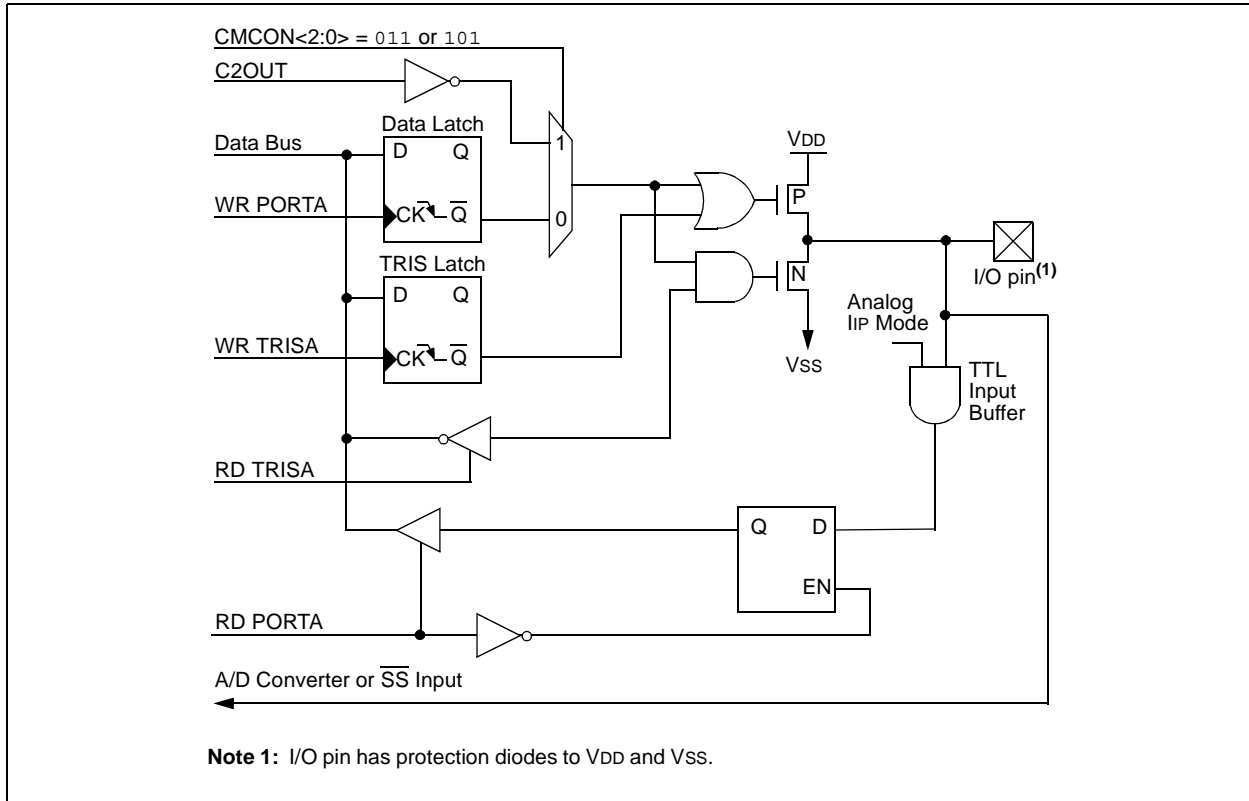 CMCON<2:0> = 011 or 101
C2OUT
Data Latch
Data Bus
D Q
WR PORTA
CK Q̅
1
0
VDD
P
N
I/O pin(1)
TRIS Latch
D Q
WR TRISA
CK Q̅
Analog
IIP Mode
VSS
TTL
Input
Buffer
RD TRISA
Q D
EN
RD PORTA
A/D Converter or S̅S̅ Input
Note 1: I/O pin has protection diodes to VDD and VSS.